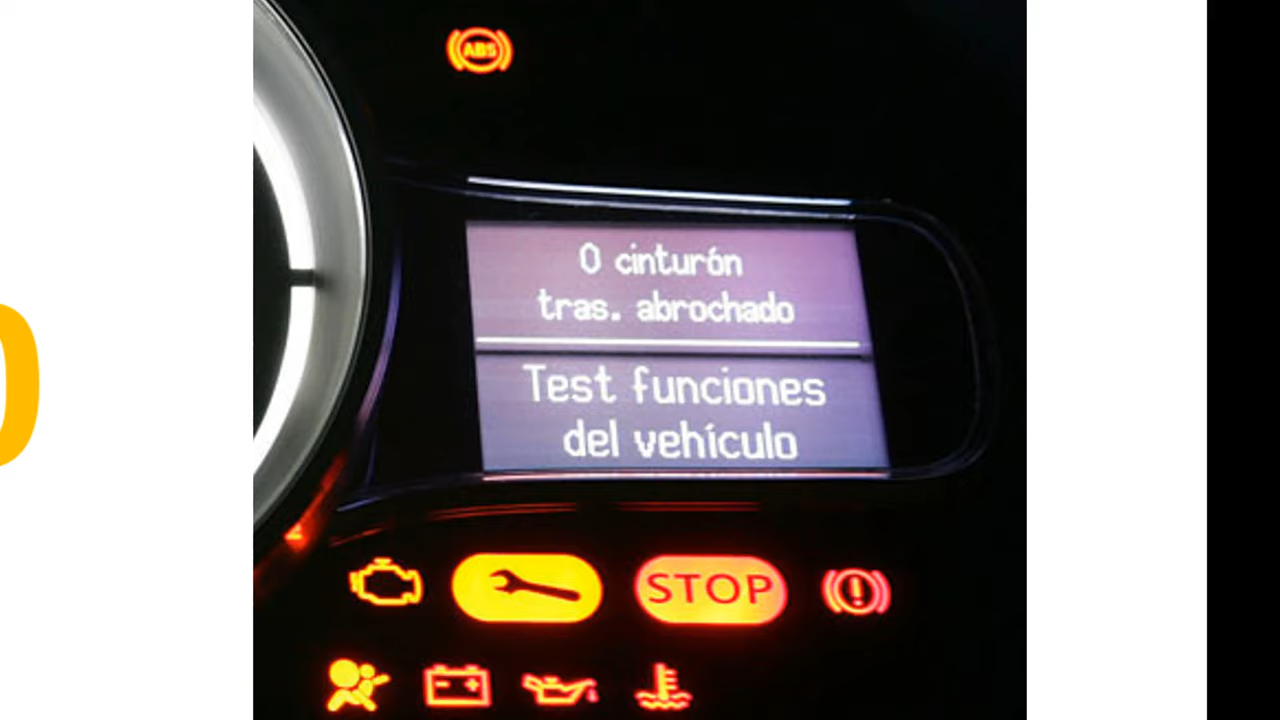 ABS
0 cinturón
tras. abrochado
Test funciones
del vehículo
STOP